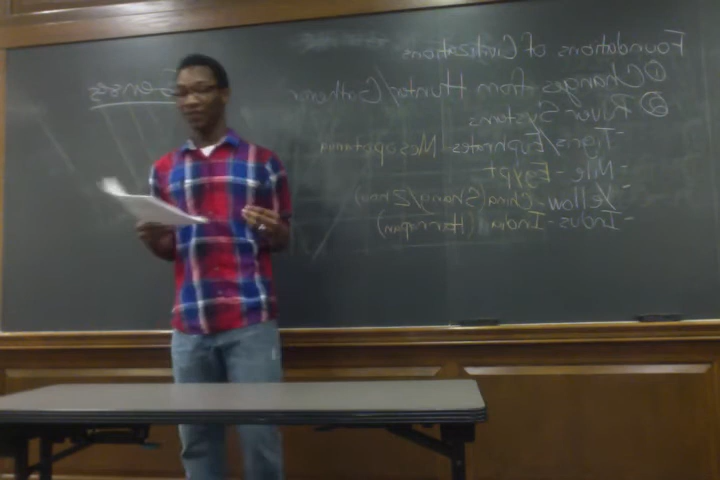 Foundations of Civilizations
① Changes from Hunter/Gatherer
② River Systems
- Tigris/Euphrates - Mesopotamia
- Nile - Egypt
- Yellow - China (Shang/Zhou)
- Indus - India (Harrapan)